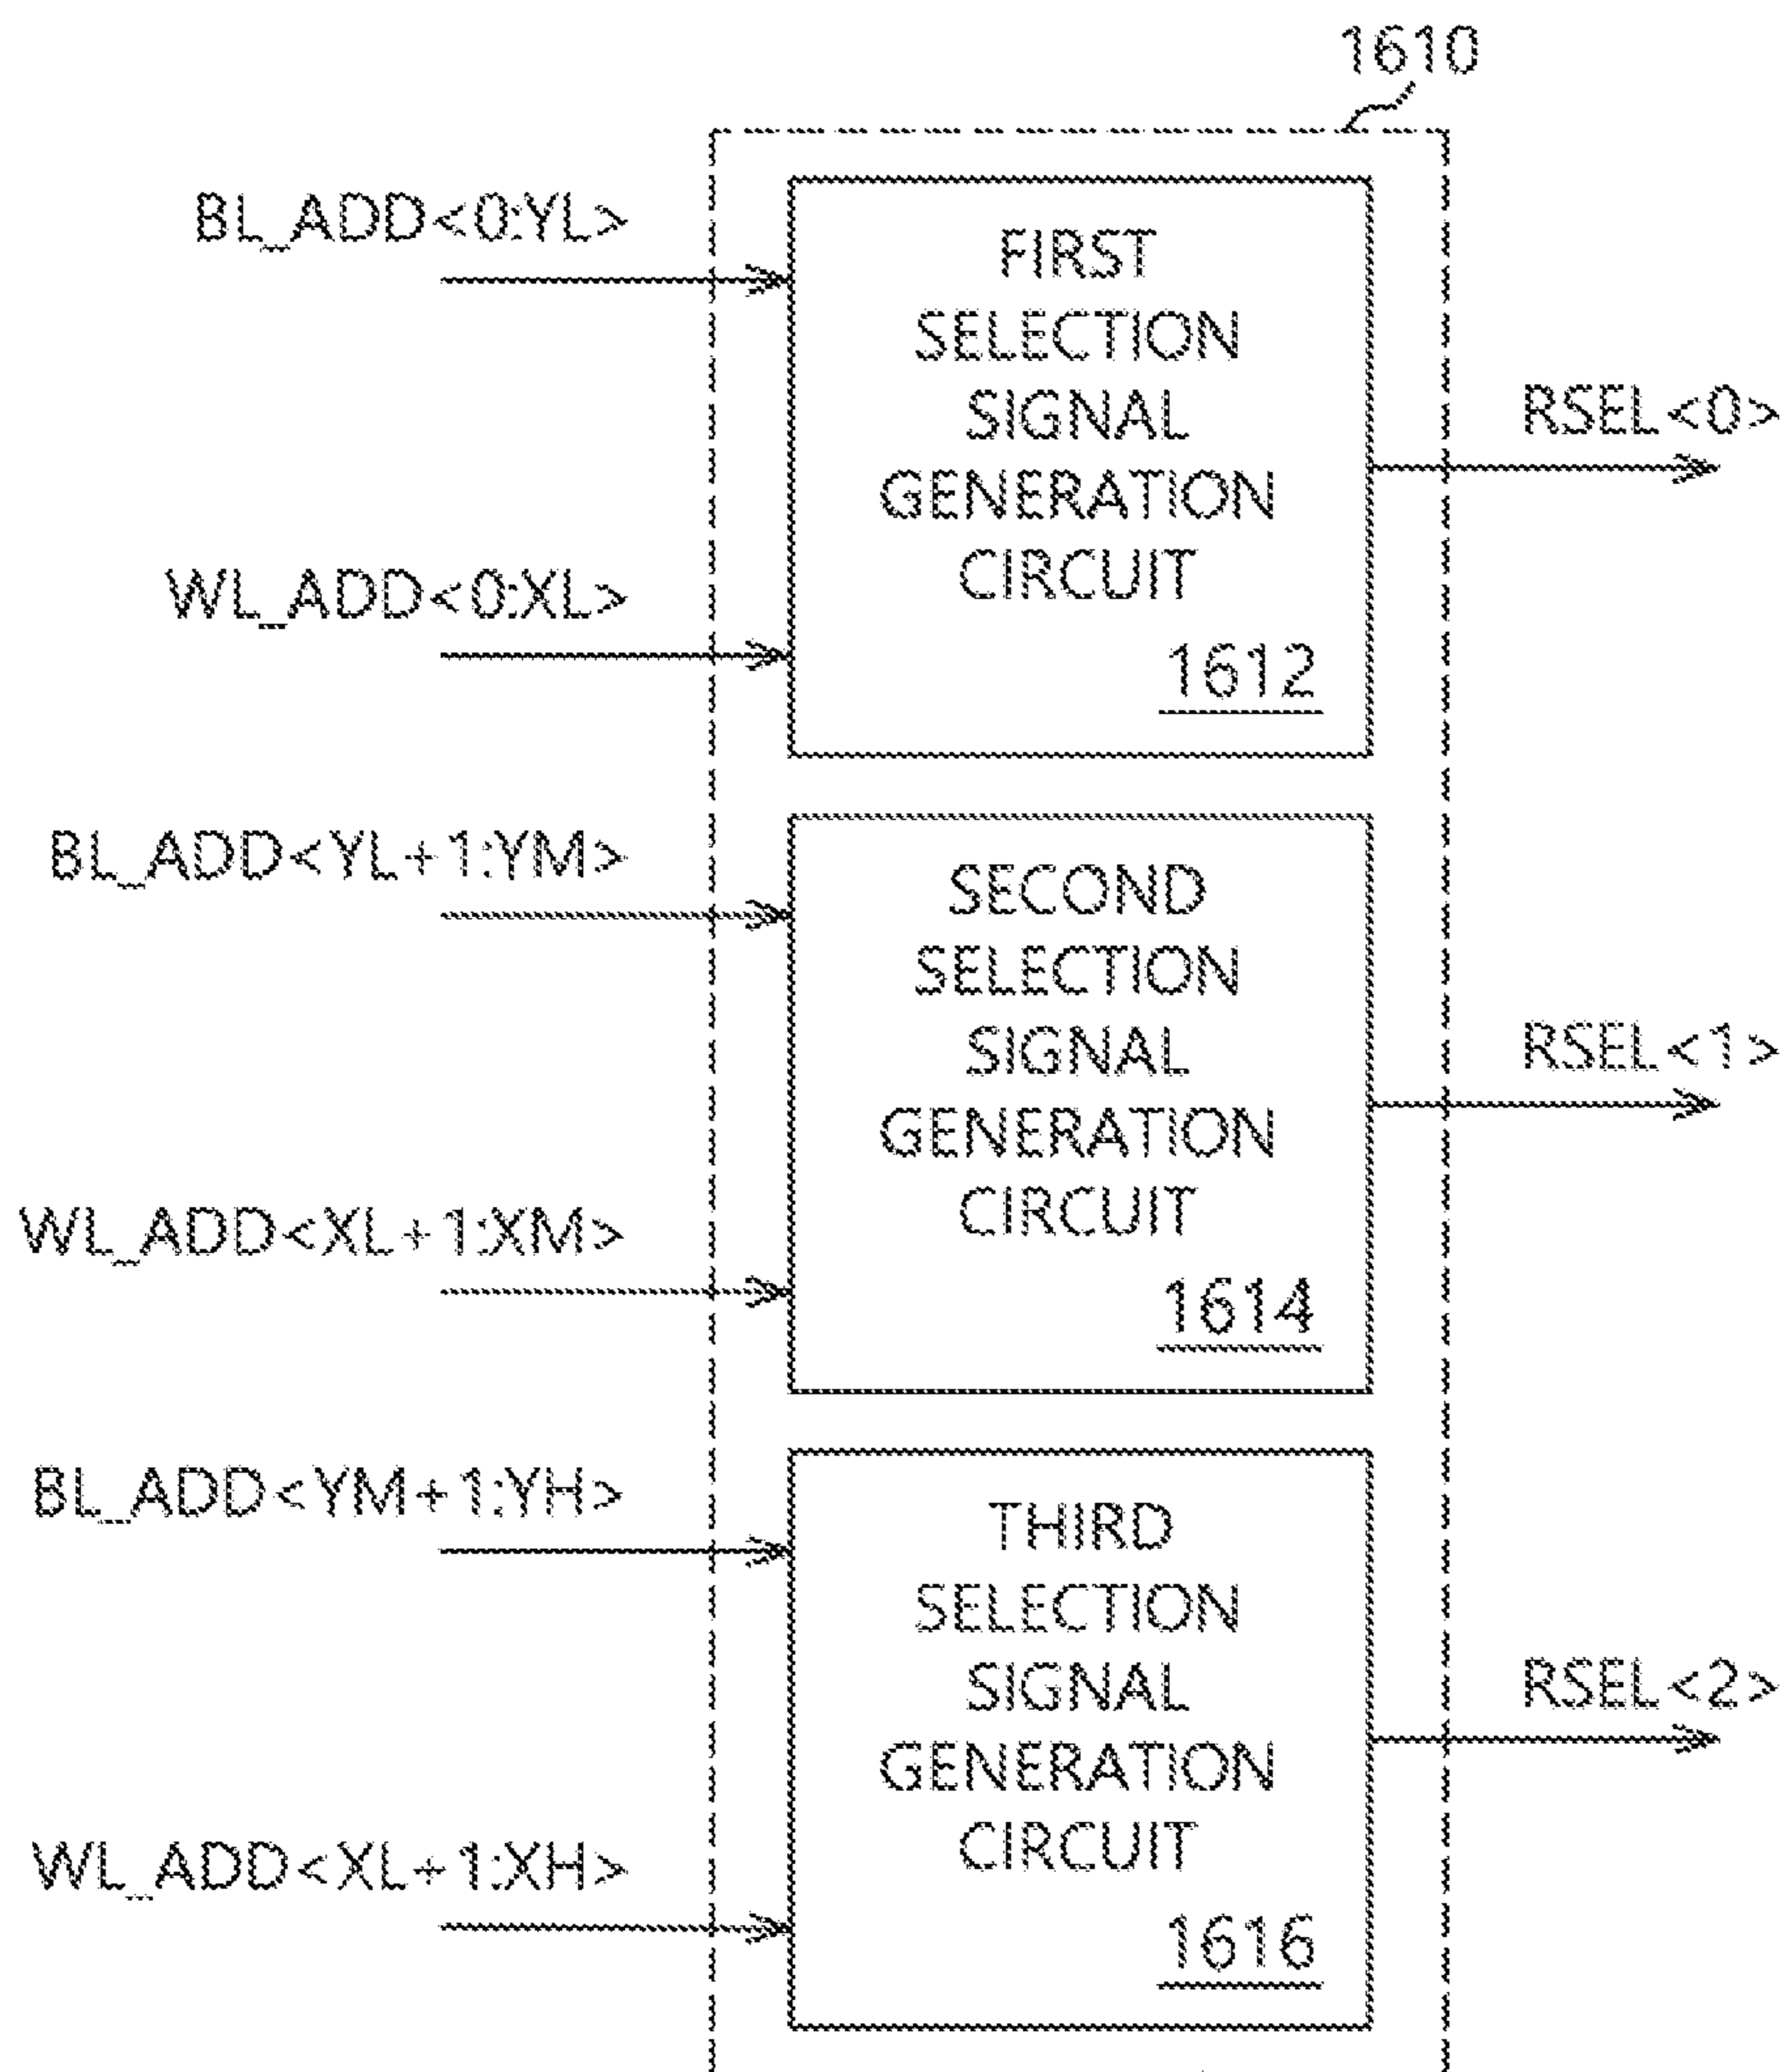 1610
BL_ADD<0:YL>
FIRST
SELECTION
SIGNAL
GENERATION
CIRCUIT
RSEL<0>
WL_ADD<0:XL>
1612
BL_ADD<YL+1:YM>
SECOND
SELECTION
SIGNAL
GENERATION
CIRCUIT
RSEL<1>
WL_ADD<XL+1:XM>
1614
BL_ADD<YM+1:YH>
THIRD
SELECTION
SIGNAL
GENERATION
CIRCUIT
RSEL<2>
WL_ADD<XL+1:XH>
1616